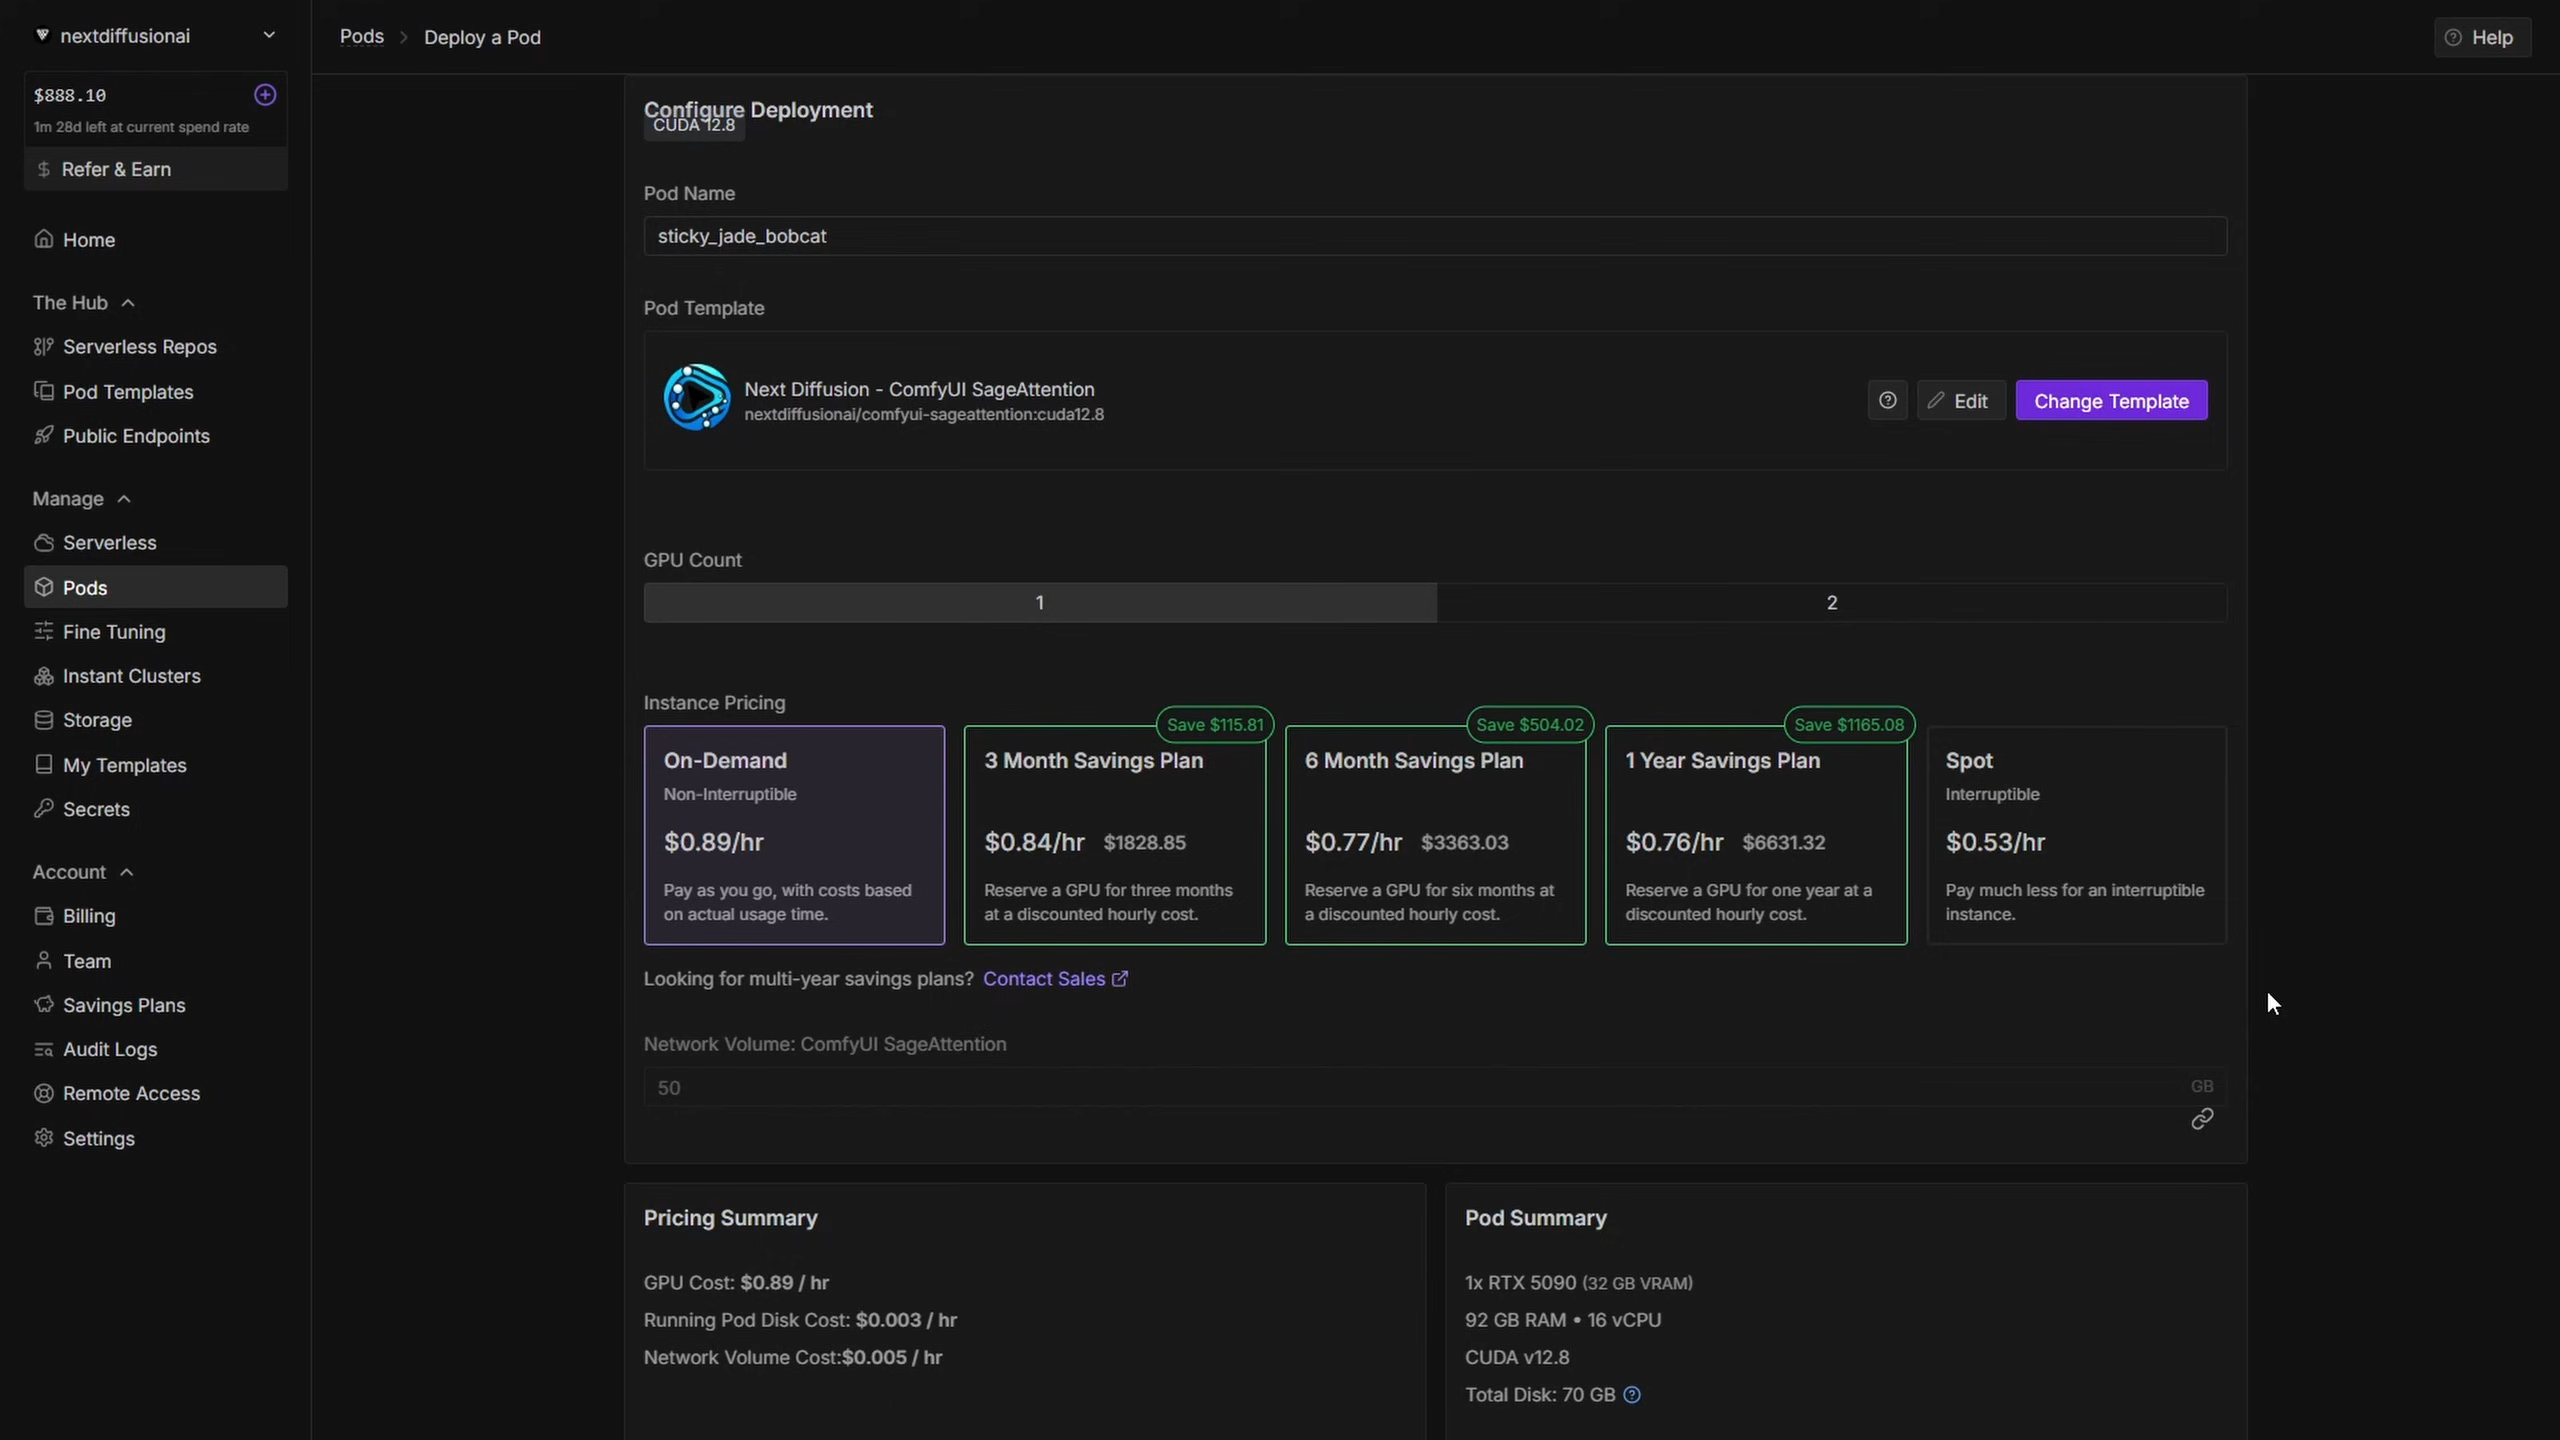 nextdiffusionai
$888.10
1m 28d left at current spend rate
Refer & Earn
Home
The Hub
Serverless Repos
Pod Templates
Public Endpoints
Manage
Serverless
Pods
Fine Tuning
Instant Clusters
Storage
My Templates
Secrets
Account
Billing
Team
Savings Plans
Audit Logs
Remote Access
Settings
Pods > Deploy a Pod
Help
Configure Deployment
CUDA 12.8
Pod Name
sticky_jade_bobcat
Pod Template
Next Diffusion - ComfyUI SageAttention
nextdiffusionai/comfyui-sageattention:cuda12.8
Edit
Change Template
GPU Count
1
2
Instance Pricing
On-Demand
Non-Interruptible
$0.89/hr
Pay as you go, with costs based
on actual usage time.
Save $115.81
3 Month Savings Plan
$0.84/hr $1828.85
Reserve a GPU for three months
at a discounted hourly cost.
Save $504.02
6 Month Savings Plan
$0.77/hr $3363.03
Reserve a GPU for six months at
a discounted hourly cost.
Save $1165.08
1 Year Savings Plan
$0.76/hr $6631.32
Reserve a GPU for one year at a
discounted hourly cost.
Spot
Interruptible
$0.53/hr
Pay much less for an interruptible
instance.
Looking for multi-year savings plans? Contact Sales
Network Volume: ComfyUI SageAttention
50
GB
Pricing Summary
GPU Cost: $0.89 / hr
Running Pod Disk Cost: $0.003 / hr
Network Volume Cost:$0.005 / hr
Pod Summary
1x RTX 5090 (32 GB VRAM)
92 GB RAM • 16 vCPU
CUDA v12.8
Total Disk: 70 GB